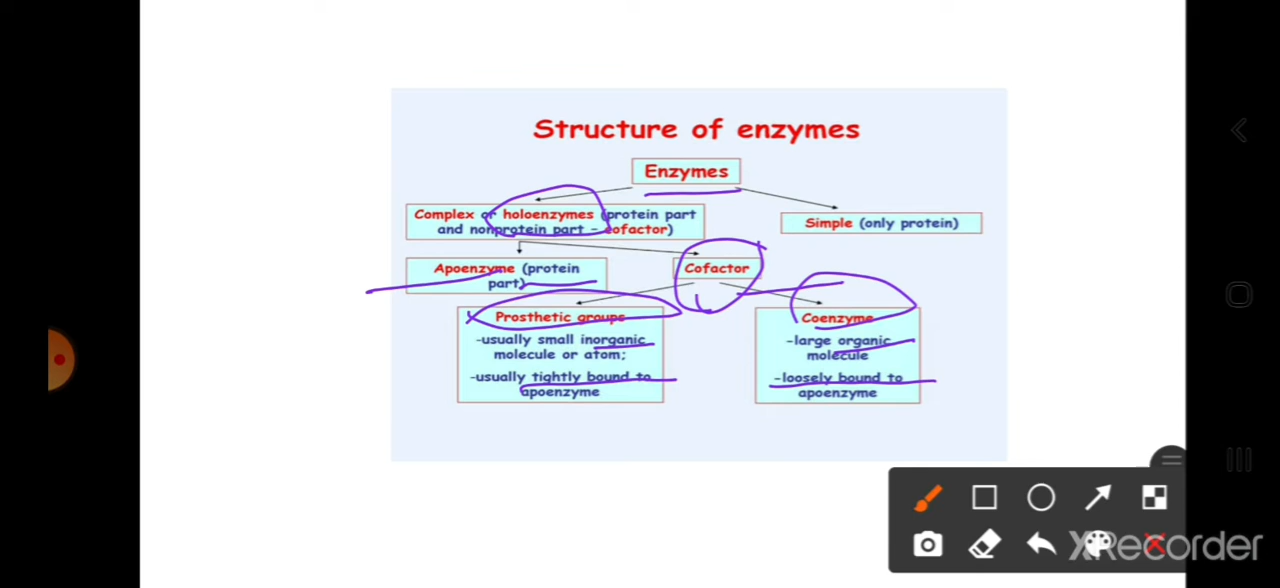 Structure of enzymes
Enzymes
Complex or holoenzymes (protein part
and nonprotein part – cofactor)
Simple (only protein)
Apoenzyme (protein
part)
Cofactor
Prosthetic groups
-usually small inorganic
molecule or atom;
-usually tightly bound to
apoenzyme
Coenzyme
-large organic
molecule
-loosely bound to
apoenzyme
XRecorder